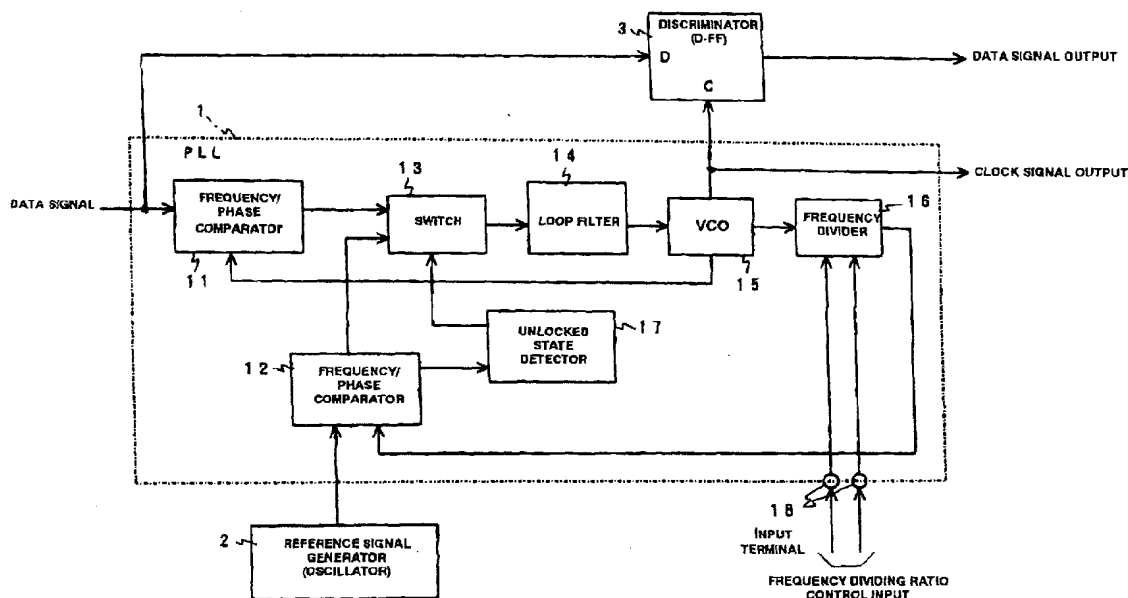 3
DISCRIMINATOR
(D-FF)
D
C
DATA SIGNAL OUTPUT
1
PLL
CLOCK SIGNAL OUTPUT
DATA SIGNAL
FREQUENCY/
PHASE
COMPARATOR
11
13
SWITCH
14
LOOP FILTER
VCO
15
FREQUENCY
DIVIDER
16
UNLOCKED
STATE
DETECTOR
17
12
FREQUENCY/
PHASE
COMPARATOR
18
INPUT
TERMINAL
2
REFERENCE SIGNAL
GENERATOR
(OSCILLATOR)
FREQUENCY DIVIDING RATIO
CONTROL INPUT